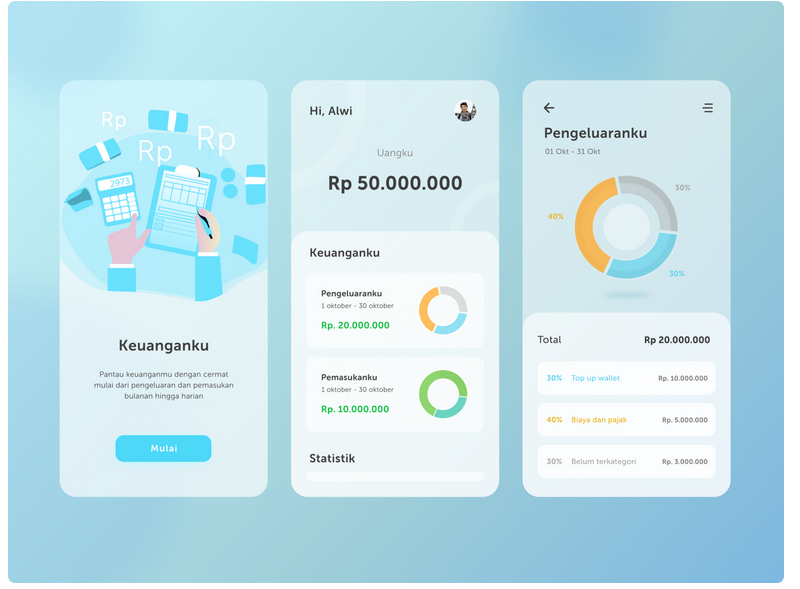 Rp
Rp
Rp
2973
Keuanganku
Pantau keuanganmu dengan cermat
mulai dari pengeluaran dan pemasukan
bulanan hingga harian
Mulai
Hi, Alwi
Uangku
Rp 50.000.000
Keuanganku
Pengeluaranku
1 oktober - 30 oktober
Rp. 20.000.000
Pemasukanku
1 oktober - 30 oktober
Rp. 10.000.000
Statistik
Pengeluaranku
01 Okt - 31 Okt
30%
40%
30%
Total Rp 20.000.000
30% Top up wallet Rp. 10.000.000
40% Biaya dan pajak Rp. 5.000.000
30% Belum terkategori Rp. 3.000.000